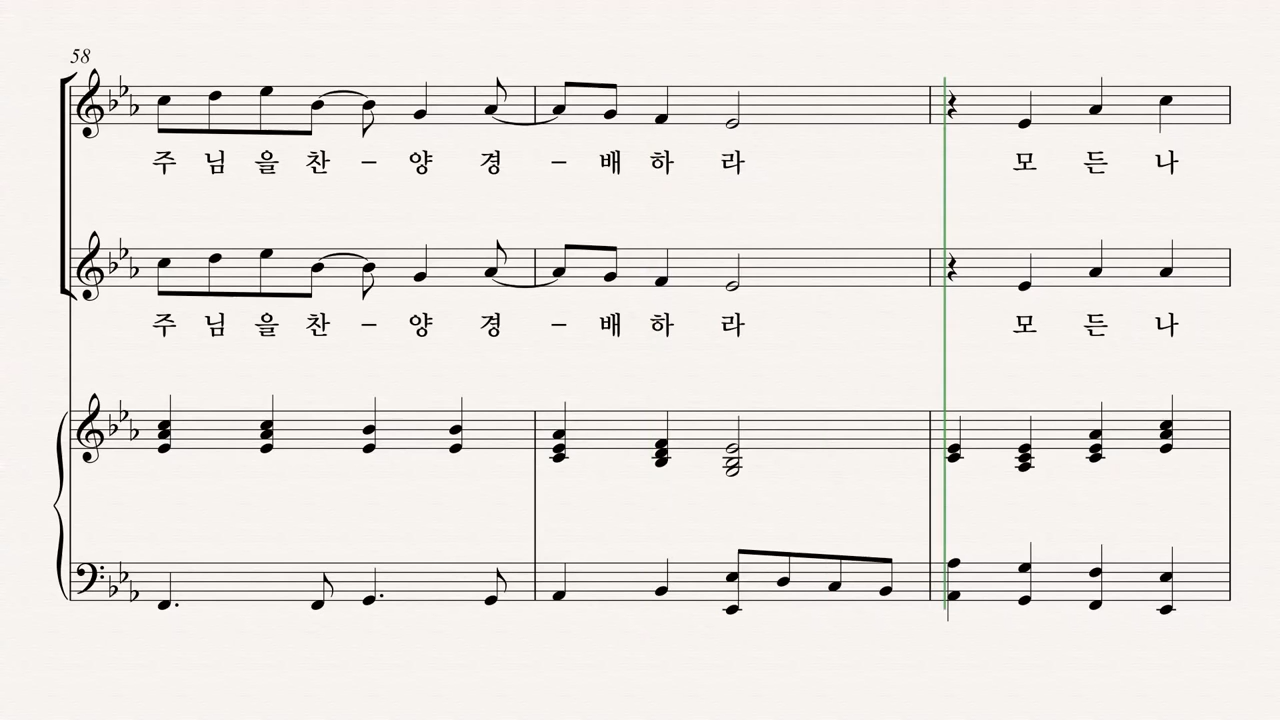 58
주 님 을 찬 – 양 경 – 배 하 라 모 든 나
주 님 을 찬 – 양 경 – 배 하 라 모 든 나